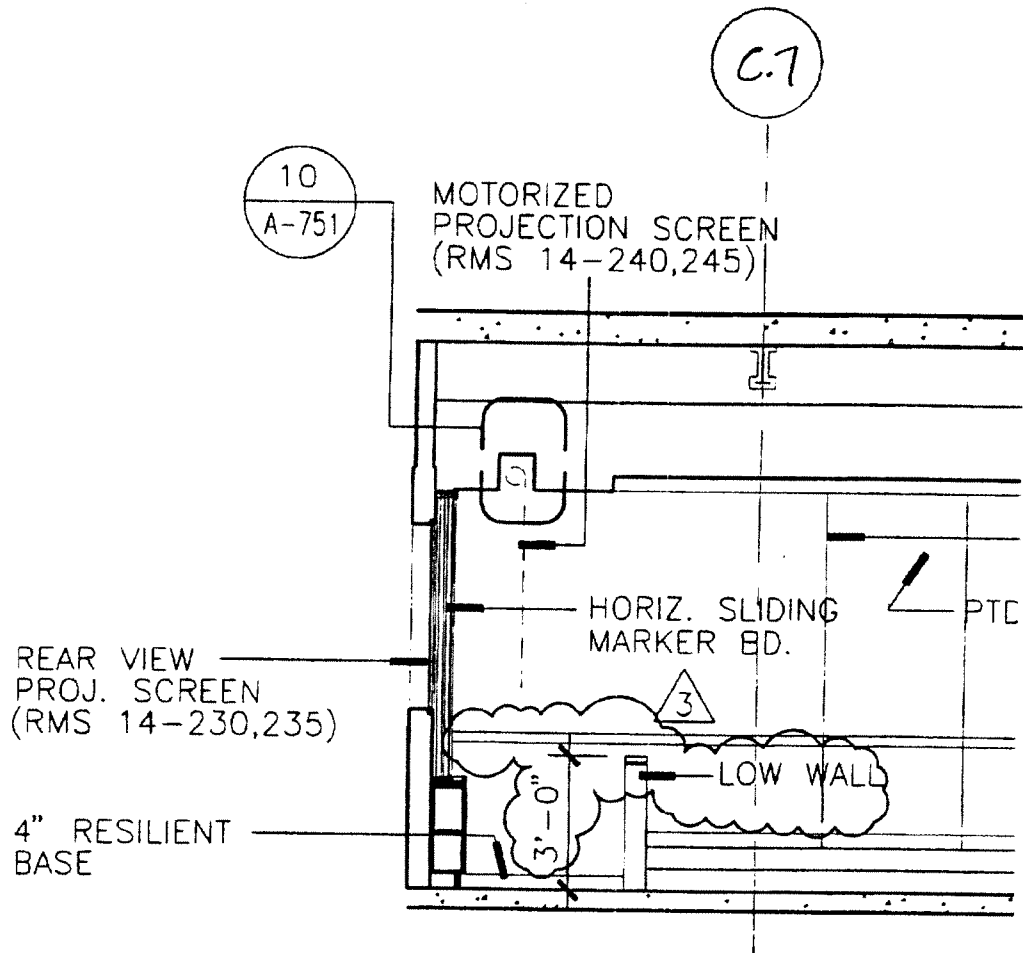 C.7
10
A-751
MOTORIZED
PROJECTION SCREEN
(RMS 14-240,245)
HORIZ. SLIDING
MARKER BD.
PTD
REAR VIEW
PROJ. SCREEN
(RMS 14-230,235)
3
LOW WALL
3'-0"
4" RESILIENT
BASE